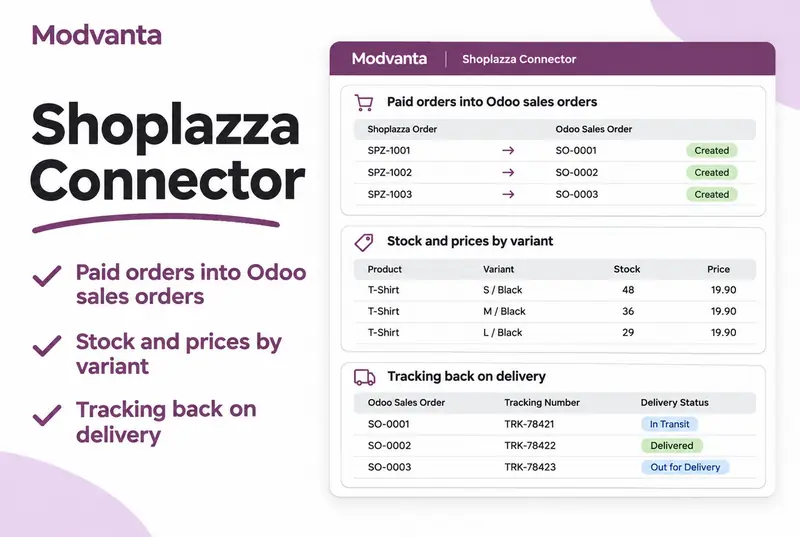 Modvanta
Shoplazza
Connector
Paid orders into Odoo
sales orders
Stock and prices by
variant
Tracking back on
delivery
Modvanta | Shoplazza Connector
Paid orders into Odoo sales orders
Shoplazza Order Odoo Sales Order
SPZ-1001 → SO-0001 Created
SPZ-1002 → SO-0002 Created
SPZ-1003 → SO-0003 Created
Stock and prices by variant
Product Variant Stock Price
T-Shirt S / Black 48 19.90
T-Shirt M / Black 36 19.90
T-Shirt L / Black 29 19.90
Tracking back on delivery
Odoo Sales Order Tracking Number Delivery Status
SO-0001 TRK-78421 In Transit
SO-0002 TRK-78422 Delivered
SO-0003 TRK-78423 Out for Delivery